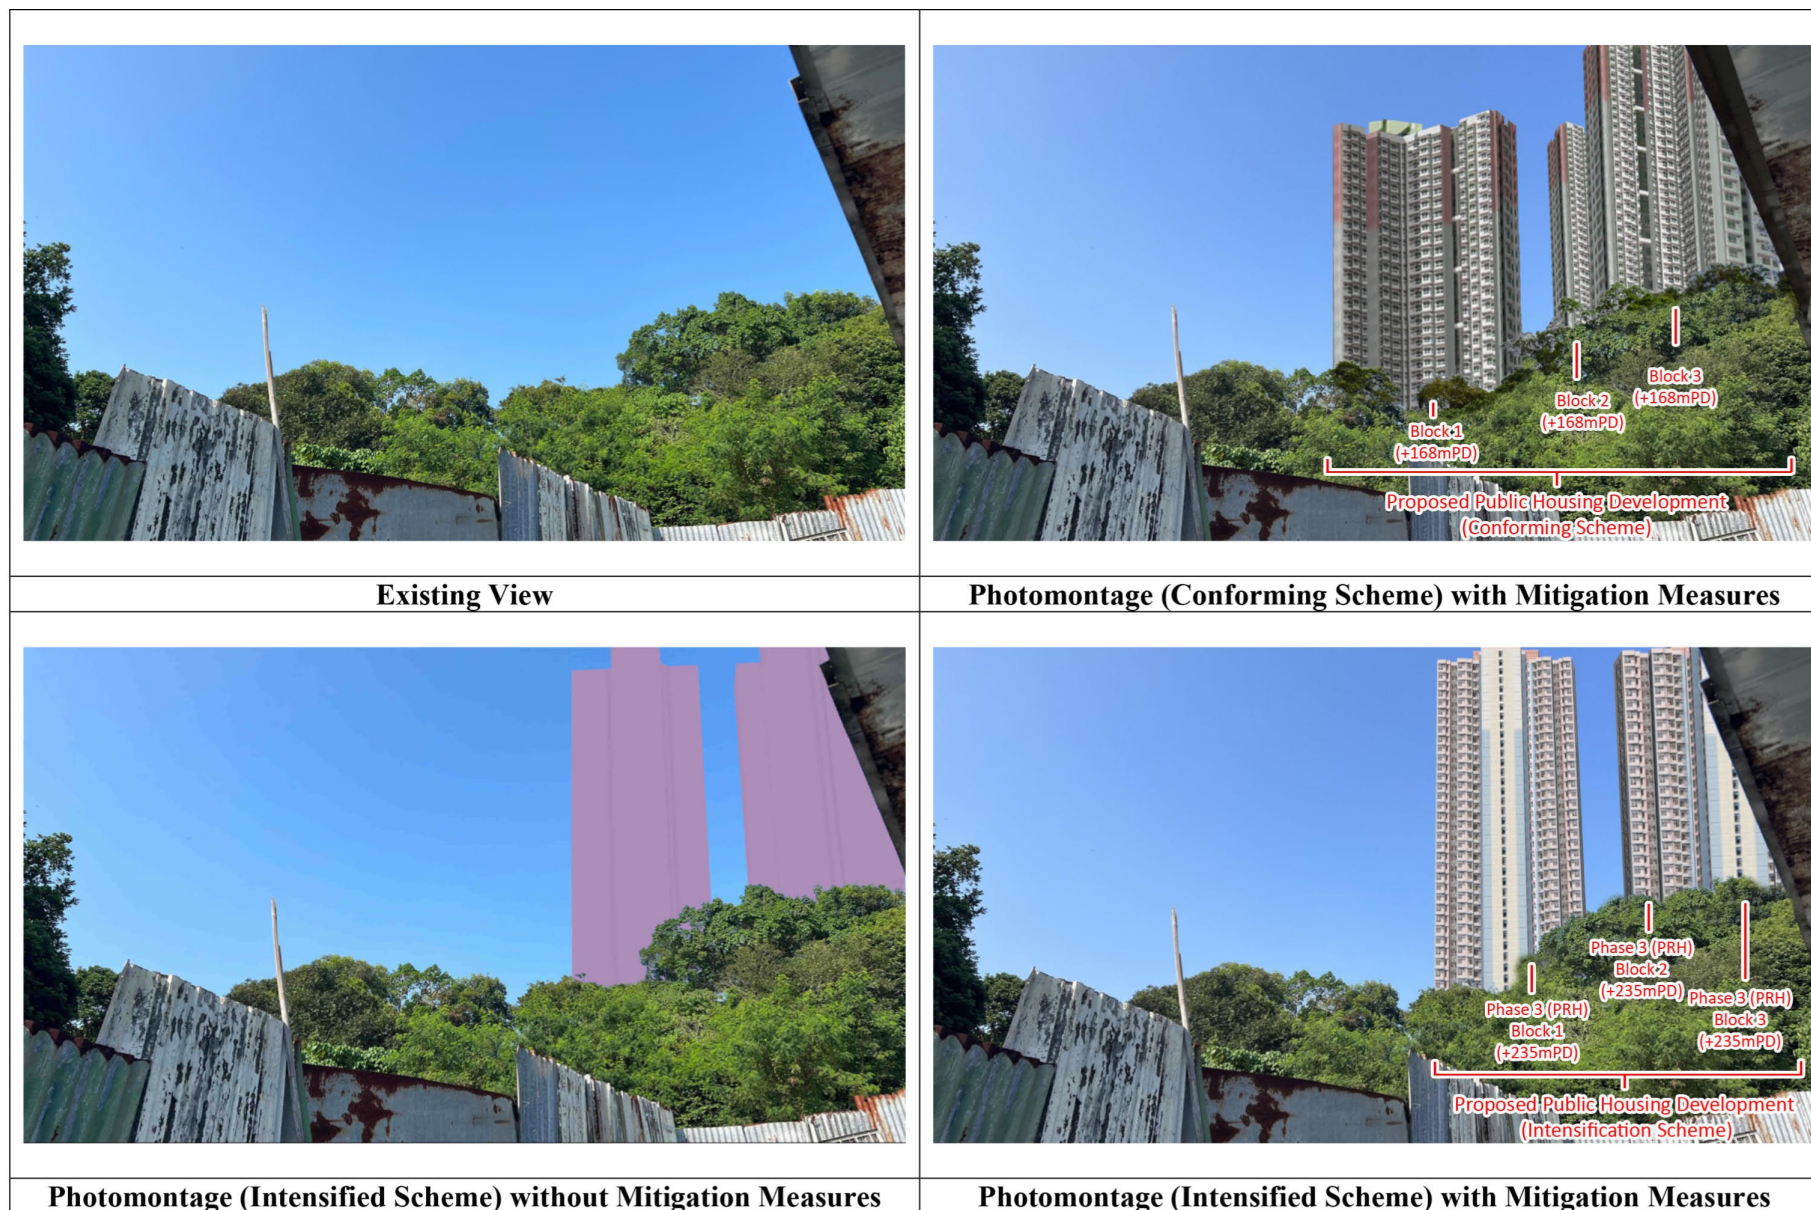 Block 1
(+168mPD)
Block 2
(+168mPD)
Block 3
(+168mPD)
Proposed Public Housing Development
(Conforming Scheme)
Existing View
Photomontage (Conforming Scheme) with Mitigation Measures
Phase 3 (PRH)
Block 1
(+235mPD)
Phase 3 (PRH)
Block 2
(+235mPD)
Phase 3 (PRH)
Block 3
(+235mPD)
Proposed Public Housing Development
(Intensification Scheme)
Photomontage (Intensified Scheme) without Mitigation Measures
Photomontage (Intensified Scheme) with Mitigation Measures